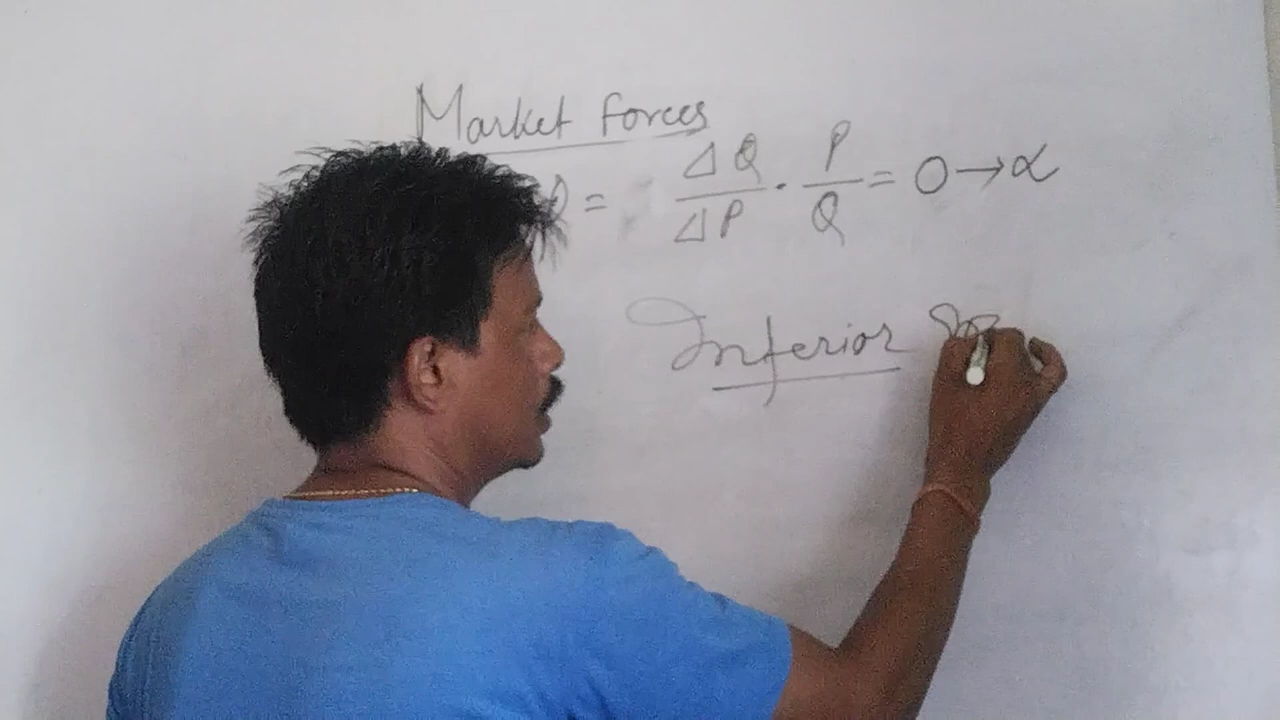 Market forces
= ΔQ/ΔP · P/Q = 0 → α
Inferior